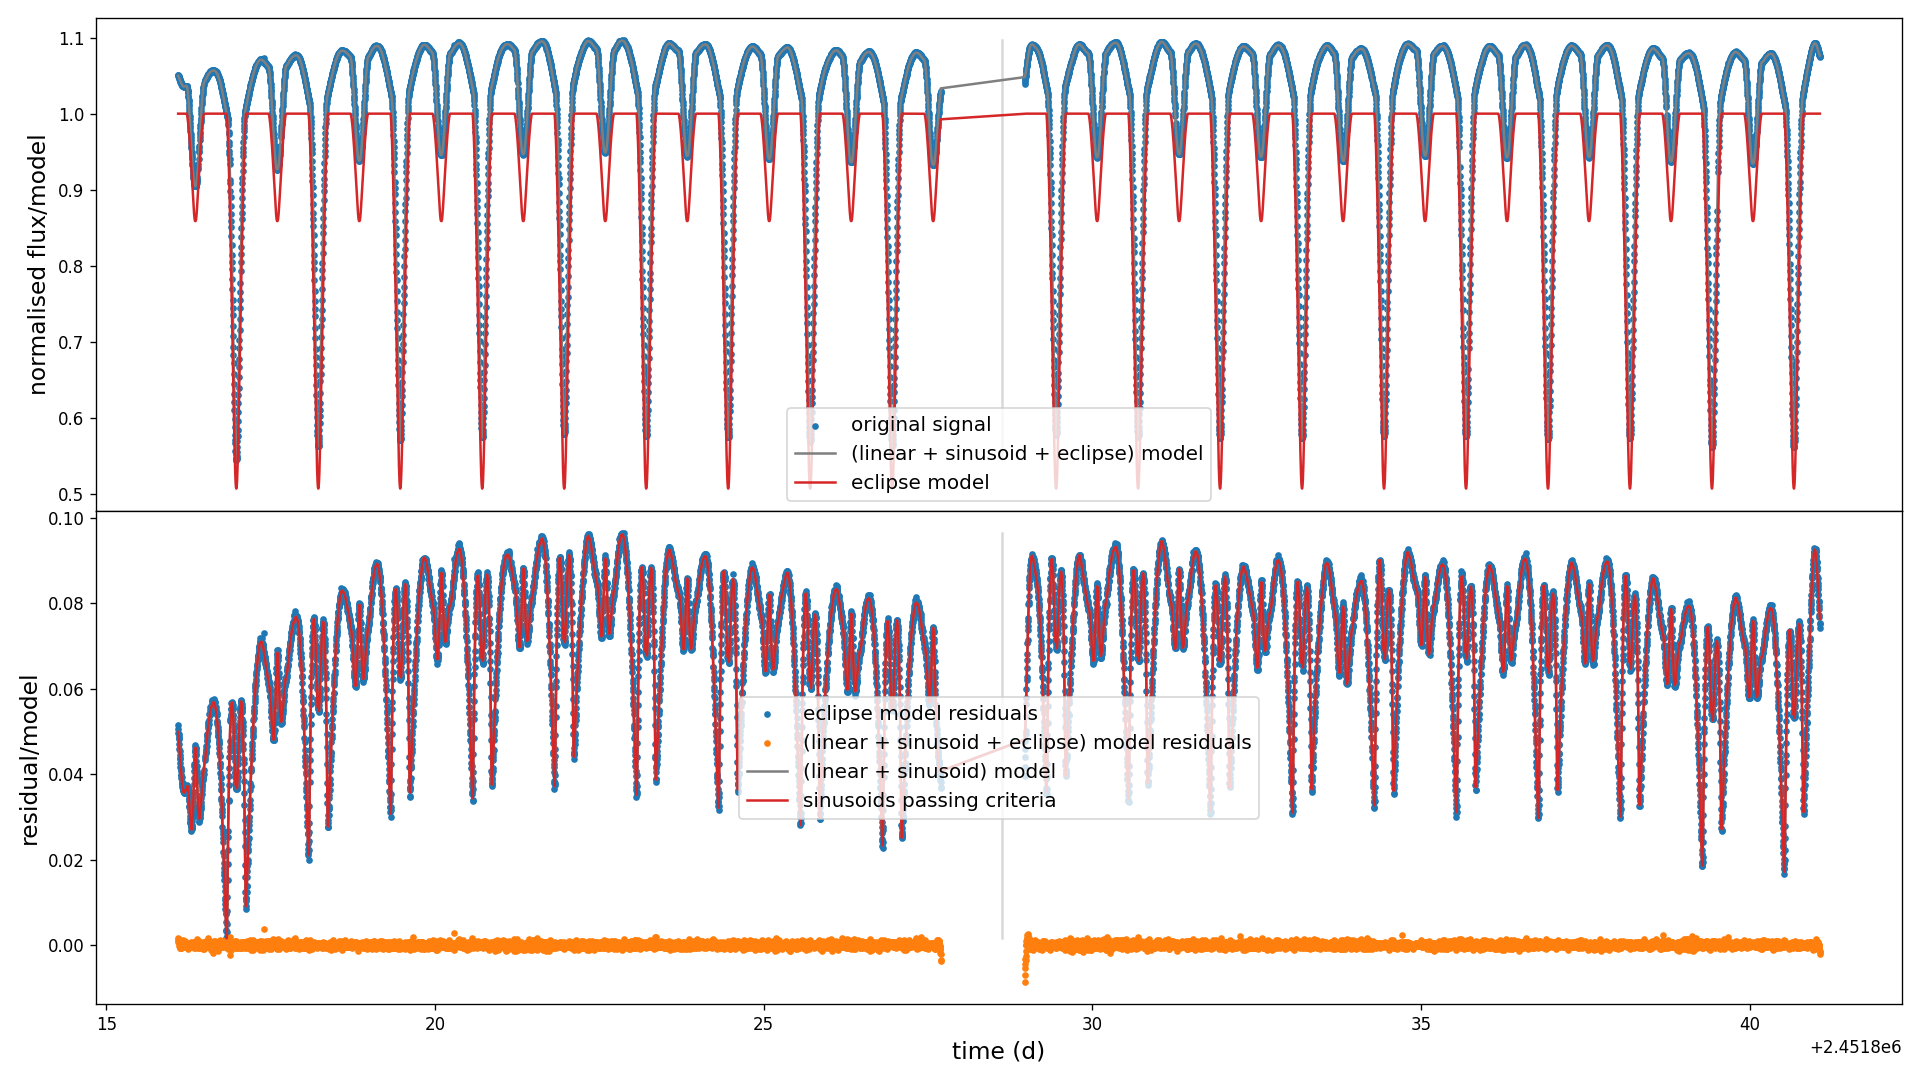 normalised flux/model
1.1
1.0
0.9
0.8
0.7
0.6
0.5
original signal
(linear + sinusoid + eclipse) model
eclipse model
residual/model
0.10
0.08
0.06
0.04
0.02
0.00
eclipse model residuals
(linear + sinusoid + eclipse) model residuals
(linear + sinusoid) model
sinusoids passing criteria
15 20 25 30 35 40
time (d)
+2.4518e6